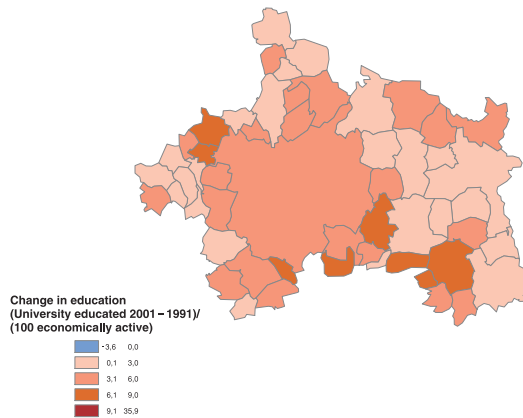 Change in education
(University educated 2001 – 1991)/
(100 economically active)
-3,6 0,0
0,1 3,0
3,1 6,0
6,1 9,0
9,1 35,9